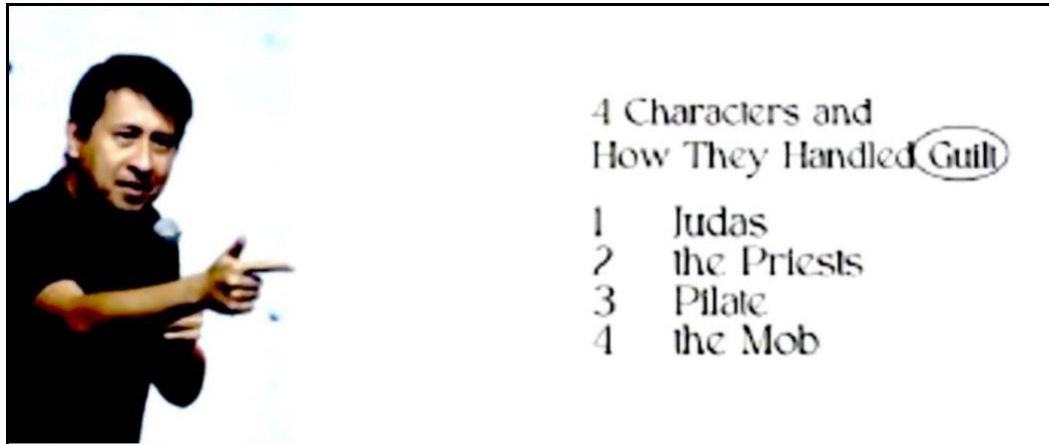 4 Characters and
How They Handled Guilt
1 Judas
2 the Priests
3 Pilate
4 the Mob